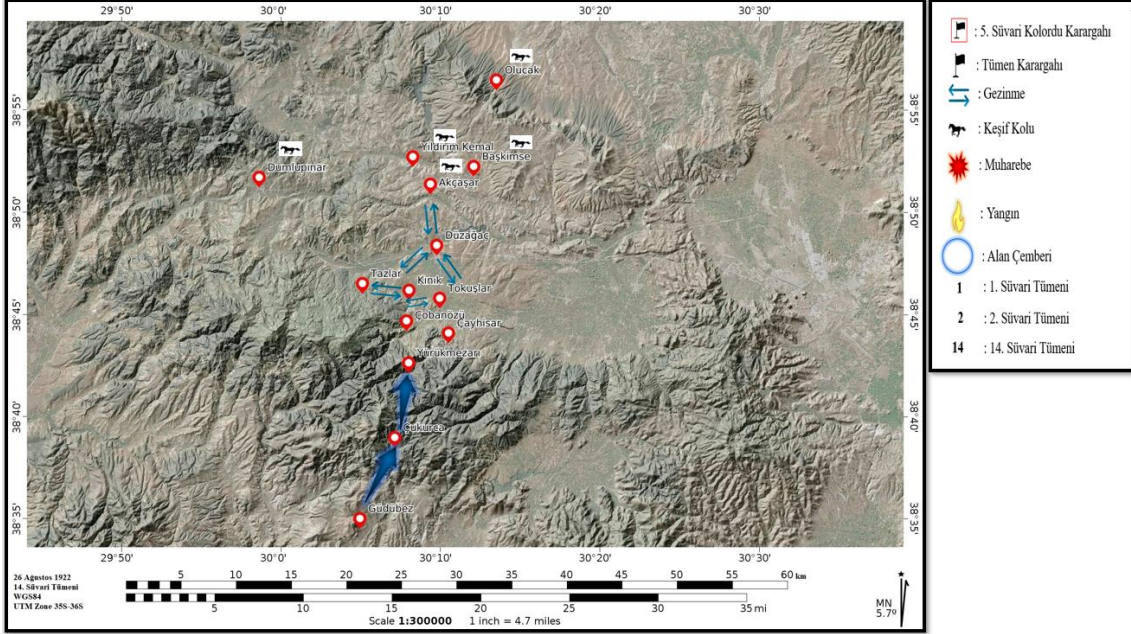 29°50'
30°0'
30°10'
30°20'
30°30'
38°55'
38°55'
38°50'
38°50'
38°45'
38°45'
38°40'
38°40'
38°35'
38°35'
Olucak
Yıldırım Kemal
Başkimse
Dumlupınar
Akçaşar
Düzağaç
Tazlar
Kınık
Tokuşlar
Çobanözü
Çayhisar
Yürükmezarı
Çukurca
Güdübez
29°50'
30°0'
30°10'
30°20'
30°30'
26 Ağustos 1922
14. Süvari Tümeni
WGS84
UTM Zone 35S-36S
5 10 15 20 25 30 35 40 45 50 55 60 km
5 10 15 20 25 30 35 mi
Scale 1:300000 1 inch = 4.7 miles
MN
5.7°
: 5. Süvari Kolordu Karargahı
: Tümen Karargahı
: Gezinme
: Keşif Kolu
: Muharebe
: Yangın
: Alan Çemberi
1 : 1. Süvari Tümeni
2 : 2. Süvari Tümeni
14 : 14. Süvari Tümeni